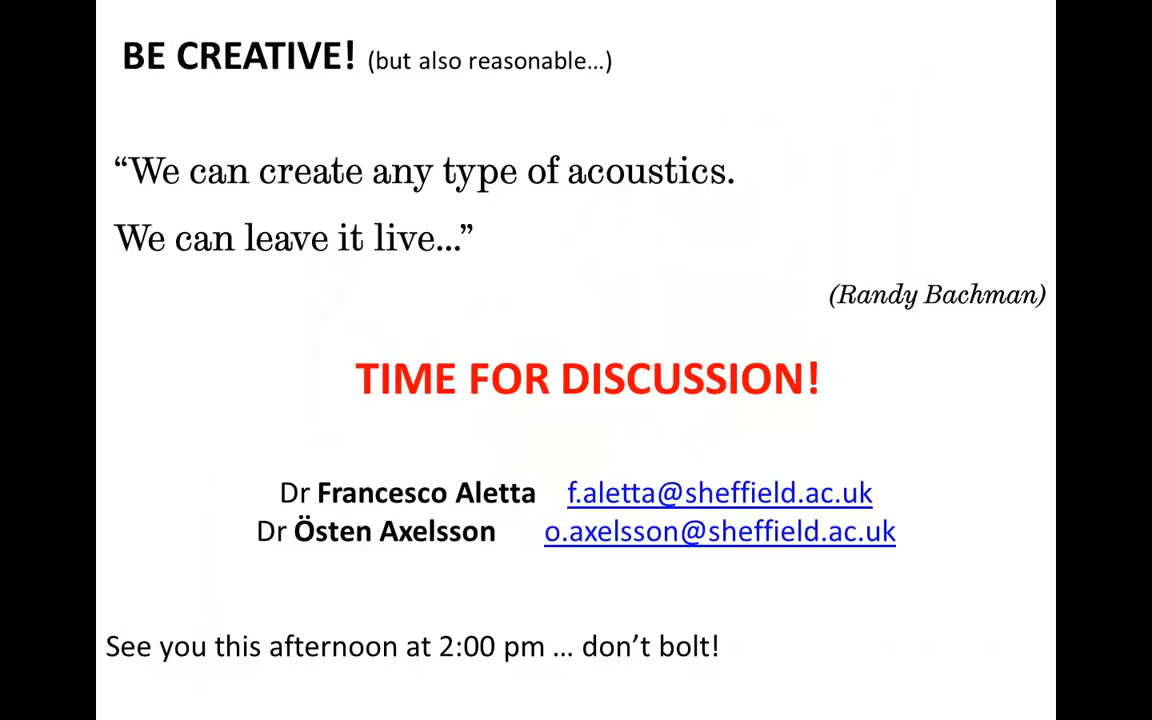 BE CREATIVE! (but also reasonable…)
“We can create any type of acoustics.
We can leave it live...”
(Randy Bachman)
TIME FOR DISCUSSION!
Dr Francesco Aletta f.aletta@sheffield.ac.uk
Dr Östen Axelsson o.axelsson@sheffield.ac.uk
See you this afternoon at 2:00 pm … don’t bolt!